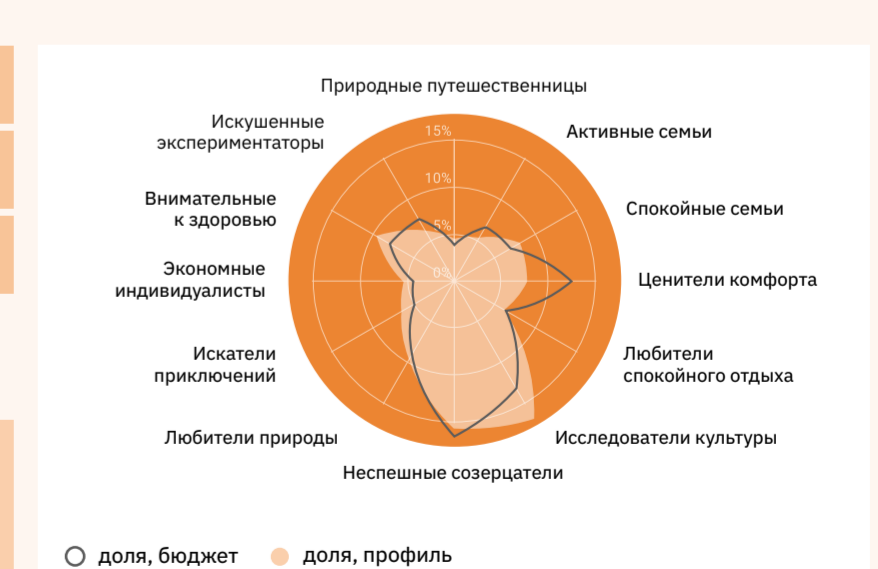 Природные путешественницы
Искушенные
экспериментаторы
Активные семьи
15%
10%
5%
0%
Внимательные
к здоровью
Спокойные семьи
Экономные
индивидуалисты
Ценители комфорта
Искатели
приключений
Любители
спокойного отдыха
Любители природы
Исследователи культуры
Неспешные созерцатели
доля, бюджет
доля, профиль